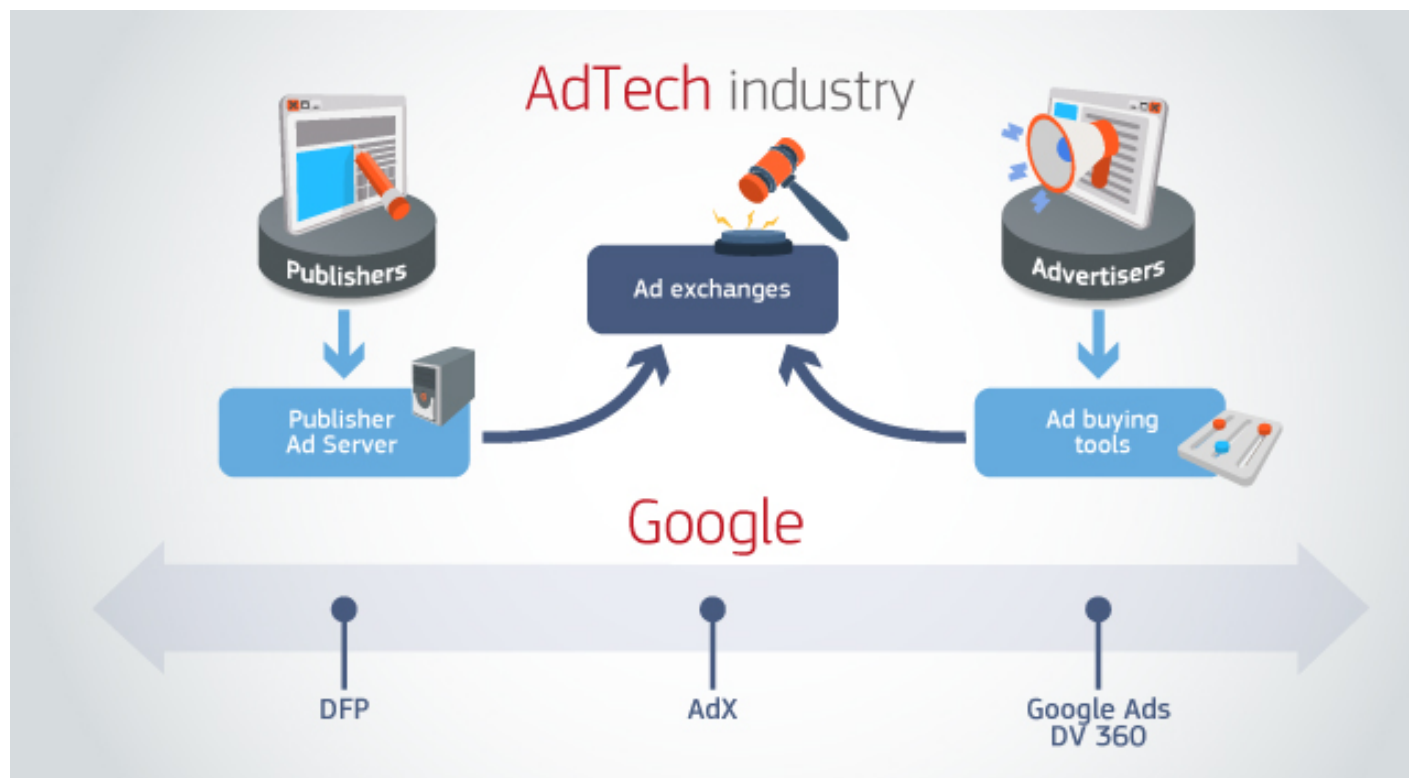 AdTech industry
Publishers
Ad exchanges
Advertisers
Publisher
Ad Server
Ad buying
tools
Google
DFP
AdX
Google Ads
DV 360